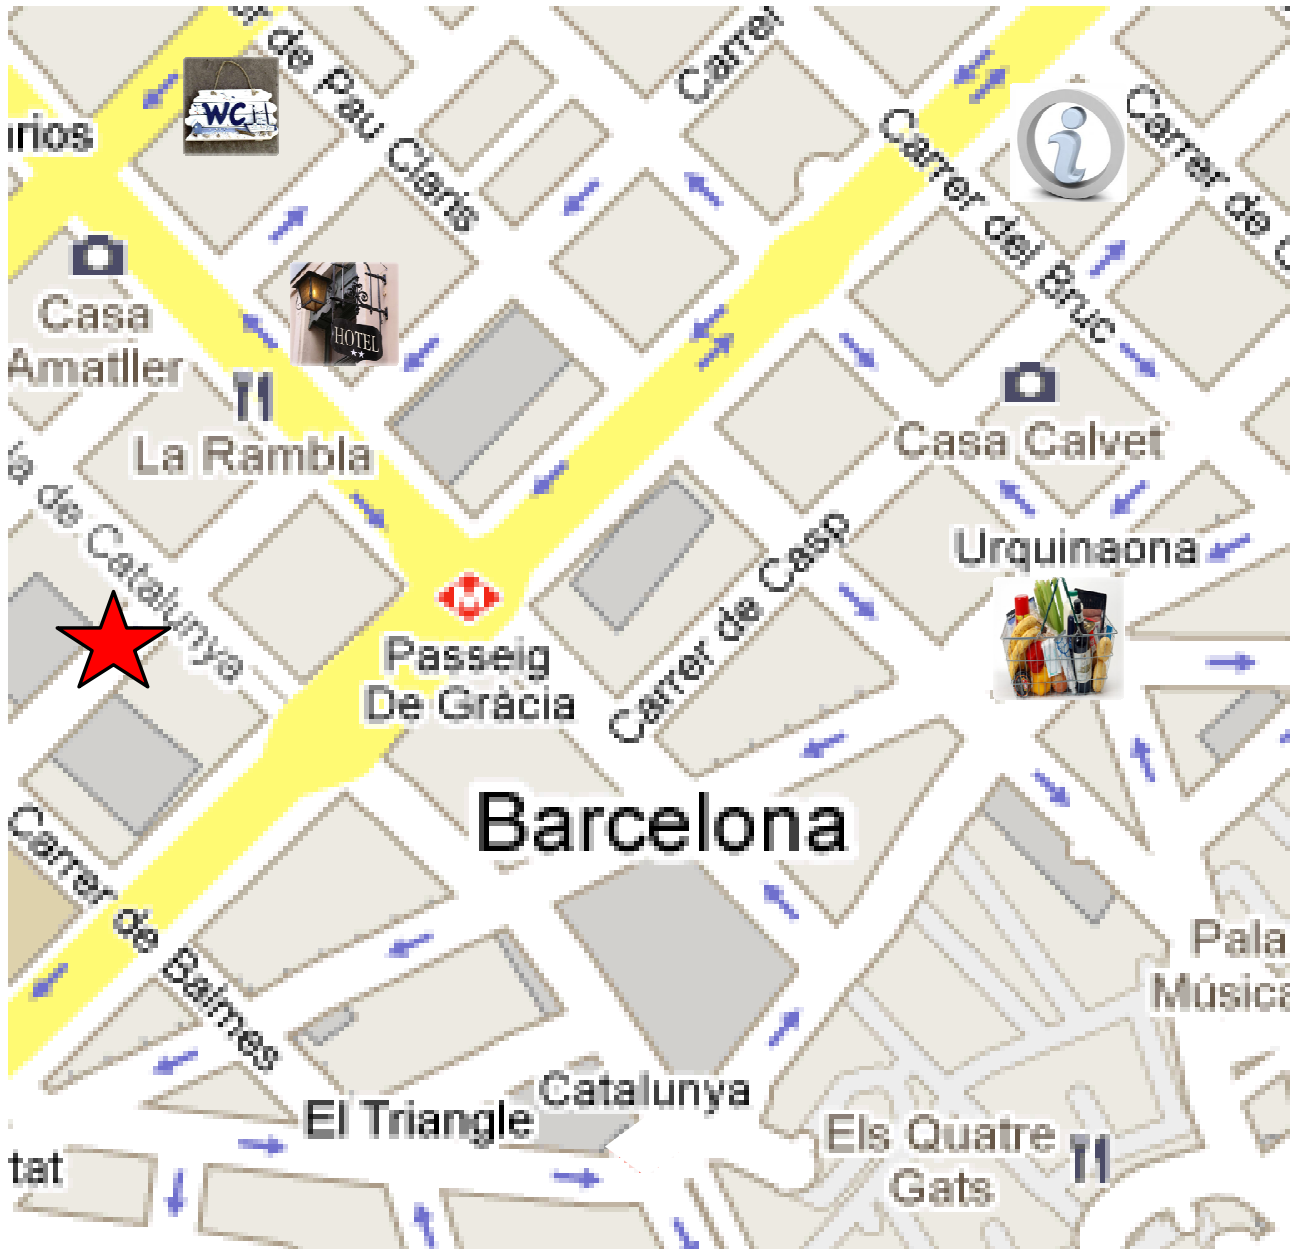 er de Pau Claris
Carrer
WC
rios
Carrer de
Carrer del Bruc
Casa
Amatller
HOTEL
**
La Rambla
Casa Calvet
de Catalunya
Carrer de Casp
Urquinaona
Passeig
De Gràcia
Barcelona
Carrer de Balmes
Pala
Música
Catalunya
El Triangle
Els Quatre
Gats
tat